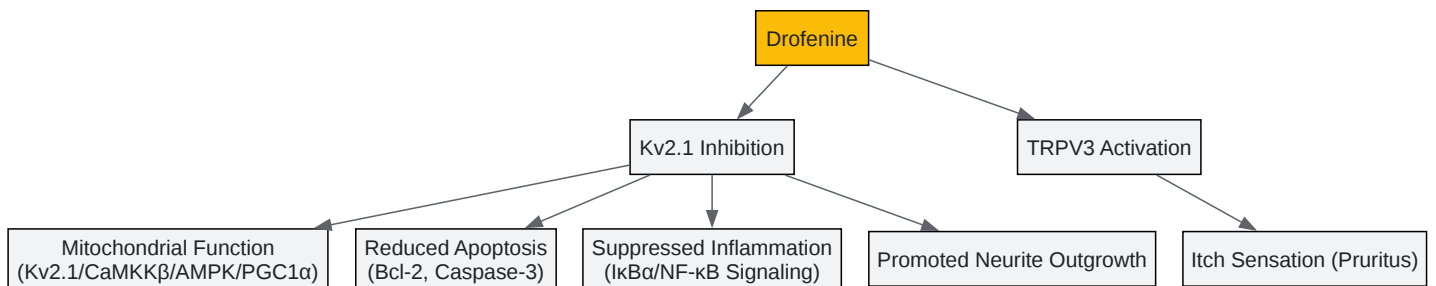 Drofenine
Kv2.1 Inhibition
TRPV3 Activation
Mitochondrial Function
(Kv2.1/CaMKKβ/AMPK/PGC1α)
Reduced Apoptosis
(Bcl-2, Caspase-3)
Suppressed Inflammation
(IκBα/NF-κB Signaling)
Promoted Neurite Outgrowth
Itch Sensation (Pruritus)